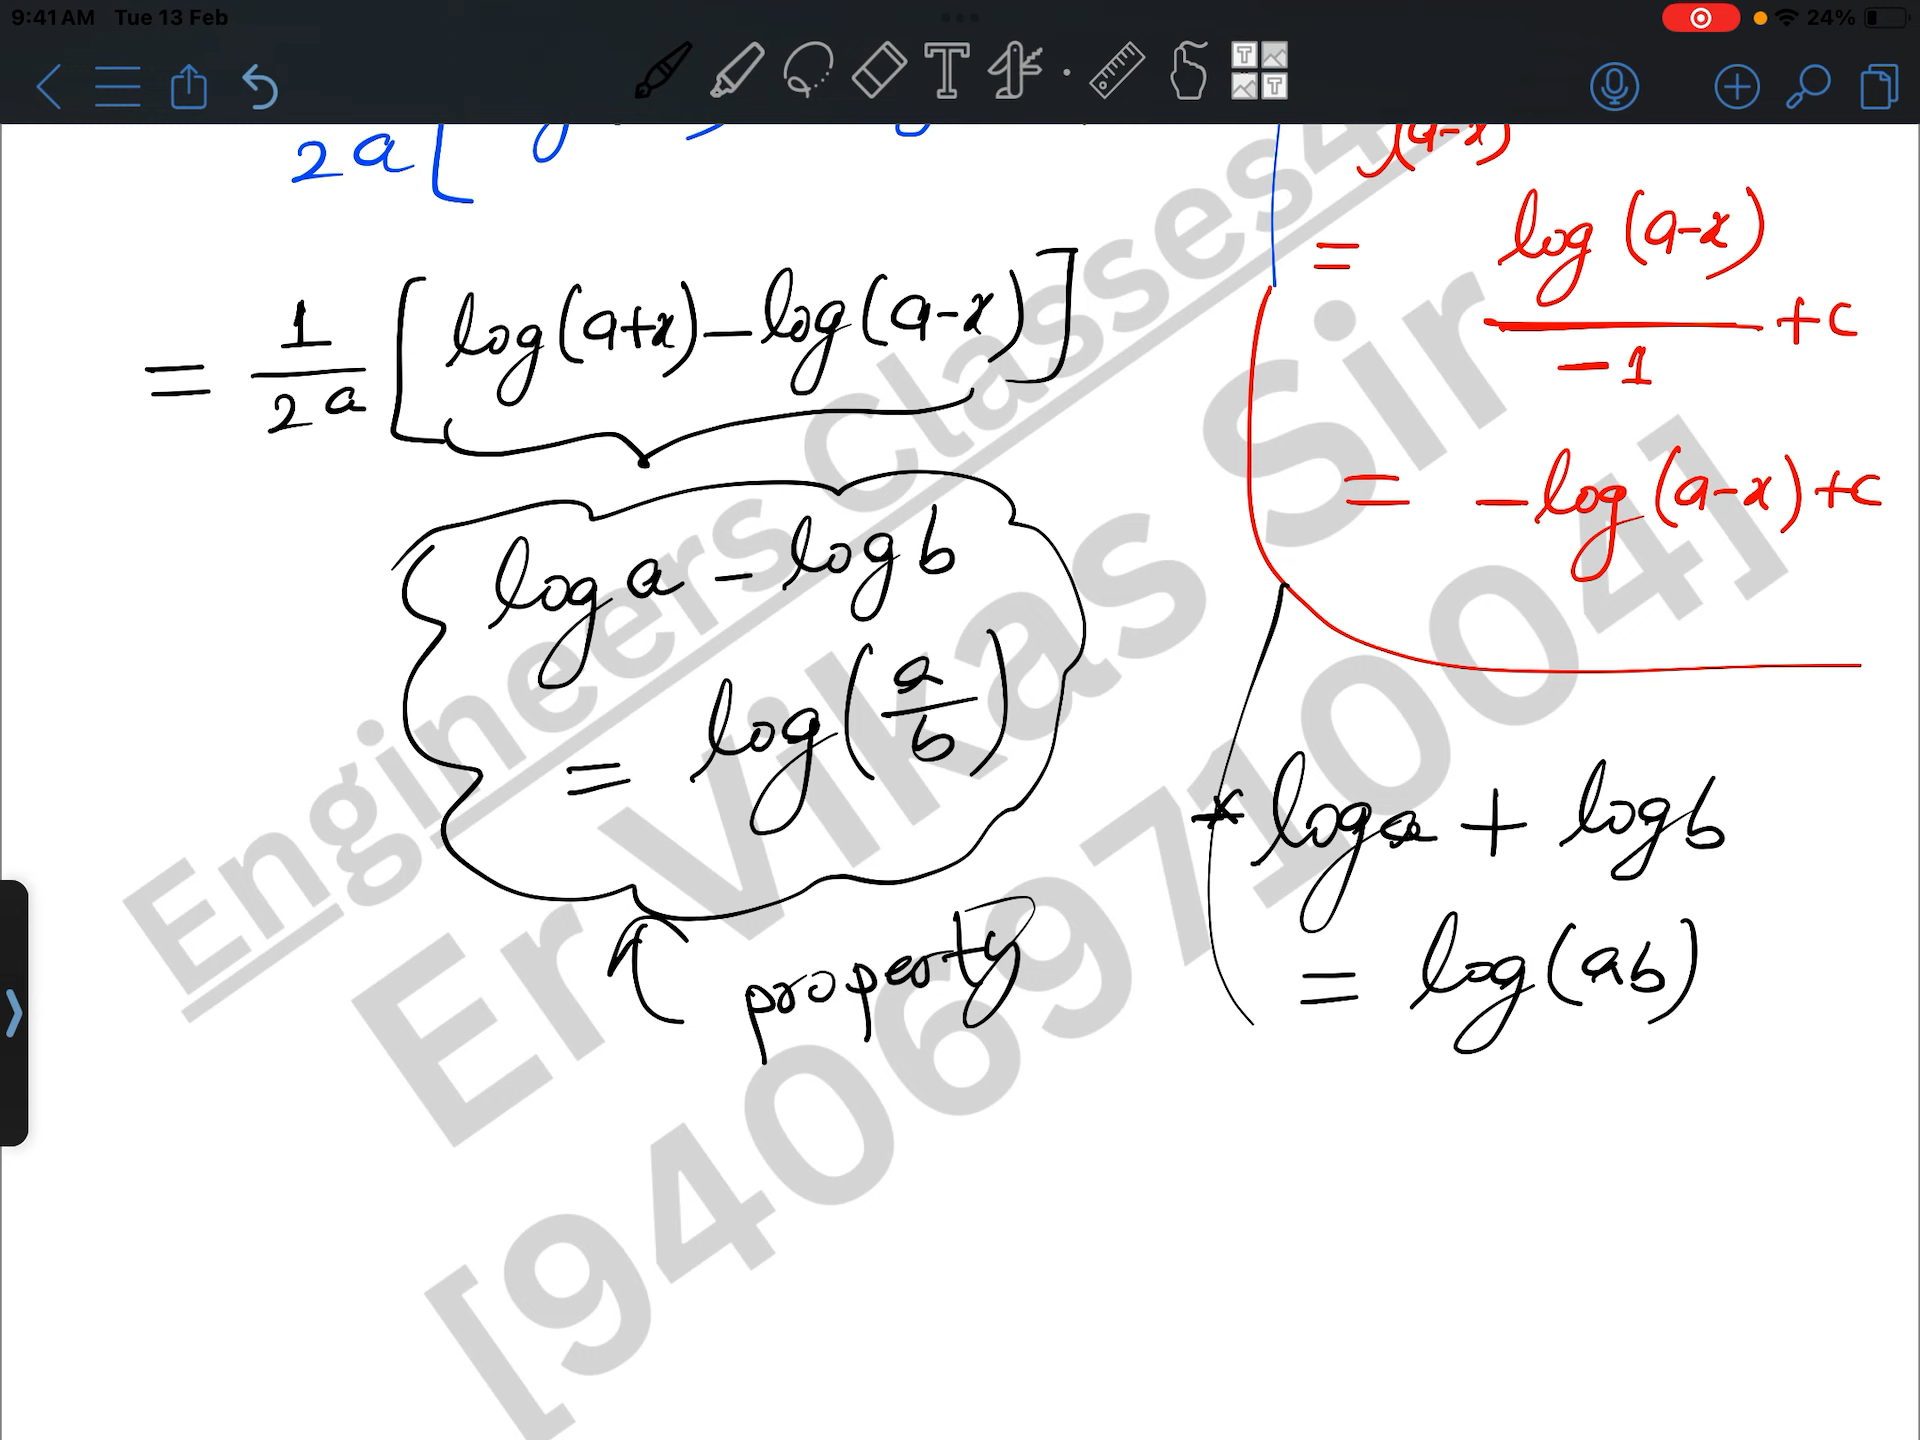 9:41 AM Tue 13 Feb
24%
2a [
= 1/2a [log(a+x) - log(a-x)]
log a - log b
= log(a/b)
property
(a-x)
= log (a-x)/-1 + c
= -log (a-x) + c
* log a + log b
= log(ab)
Engineers Classes
Er Vikas Sir
[9406971004]